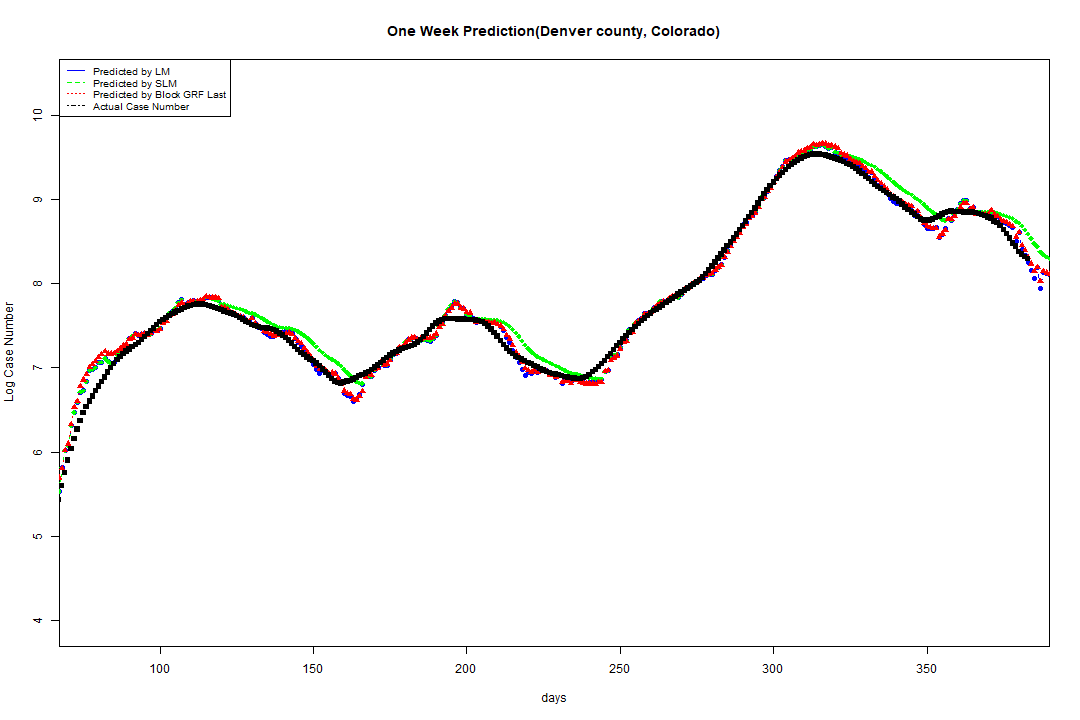 One Week Prediction(Denver county, Colorado)
Predicted by LM
Predicted by SLM
Predicted by Block GRF Last
Actual Case Number
10
9
8
7
6
5
4
Log Case Number
100 150 200 250 300 350
days